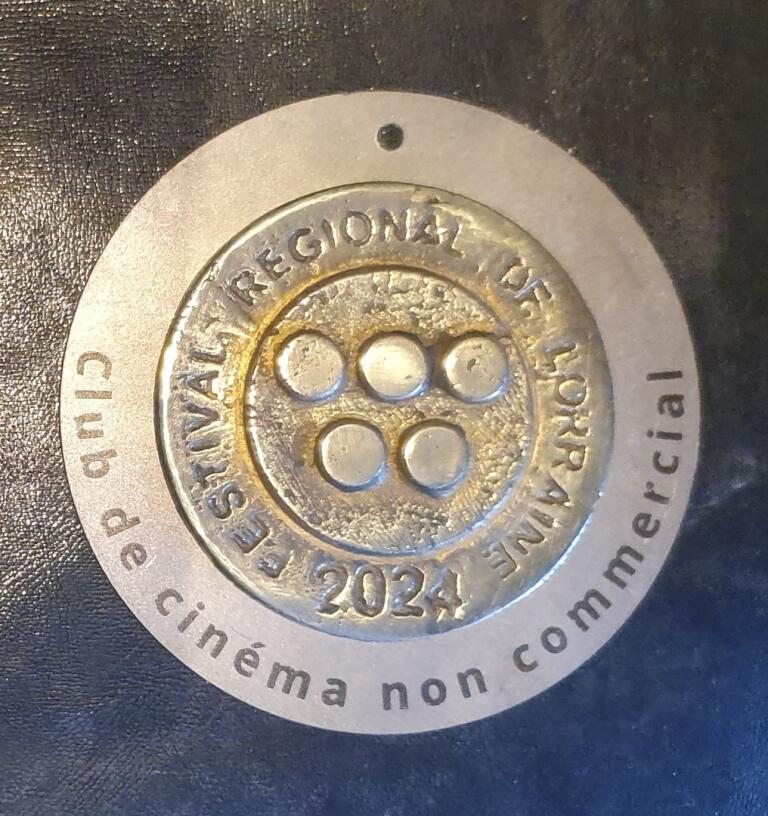 FESTIVAL REGIONAL DE LORRAINE
2024
Club de cinéma non commercial